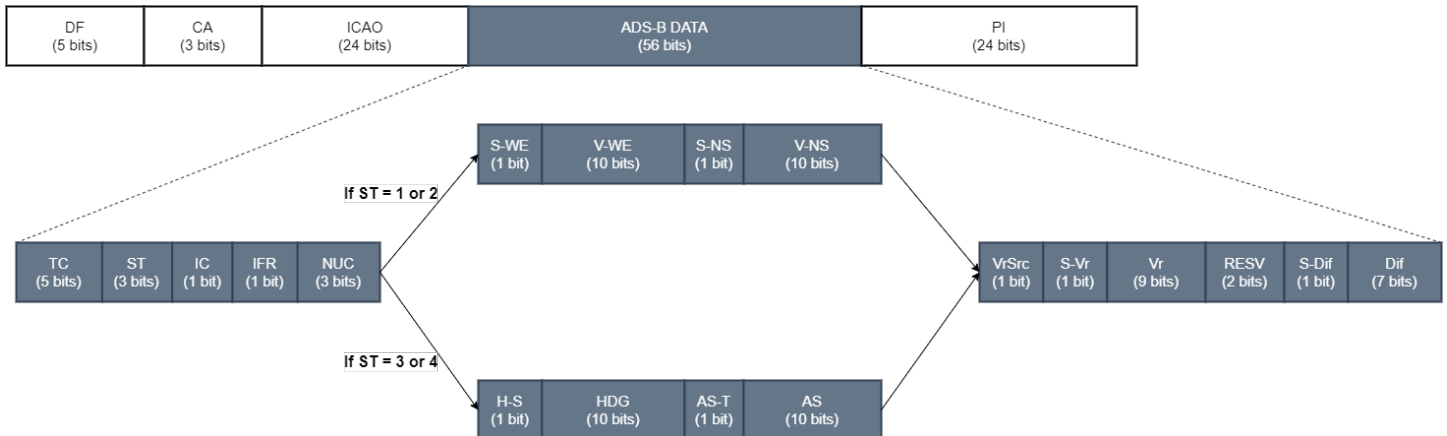 DF
(5 bits)
CA
(3 bits)
ICAO
(24 bits)
ADS-B DATA
(56 bits)
PI
(24 bits)
S-WE
(1 bit)
V-WE
(10 bits)
S-NS
(1 bit)
V-NS
(10 bits)
If ST = 1 or 2
TC
(5 bits)
ST
(3 bits)
IC
(1 bit)
IFR
(1 bit)
NUC
(3 bits)
VrSrc
(1 bit)
S-Vr
(1 bit)
Vr
(9 bits)
RESV
(2 bits)
S-Dif
(1 bit)
Dif
(7 bits)
If ST = 3 or 4
H-S
(1 bit)
HDG
(10 bits)
AS-T
(1 bit)
AS
(10 bits)